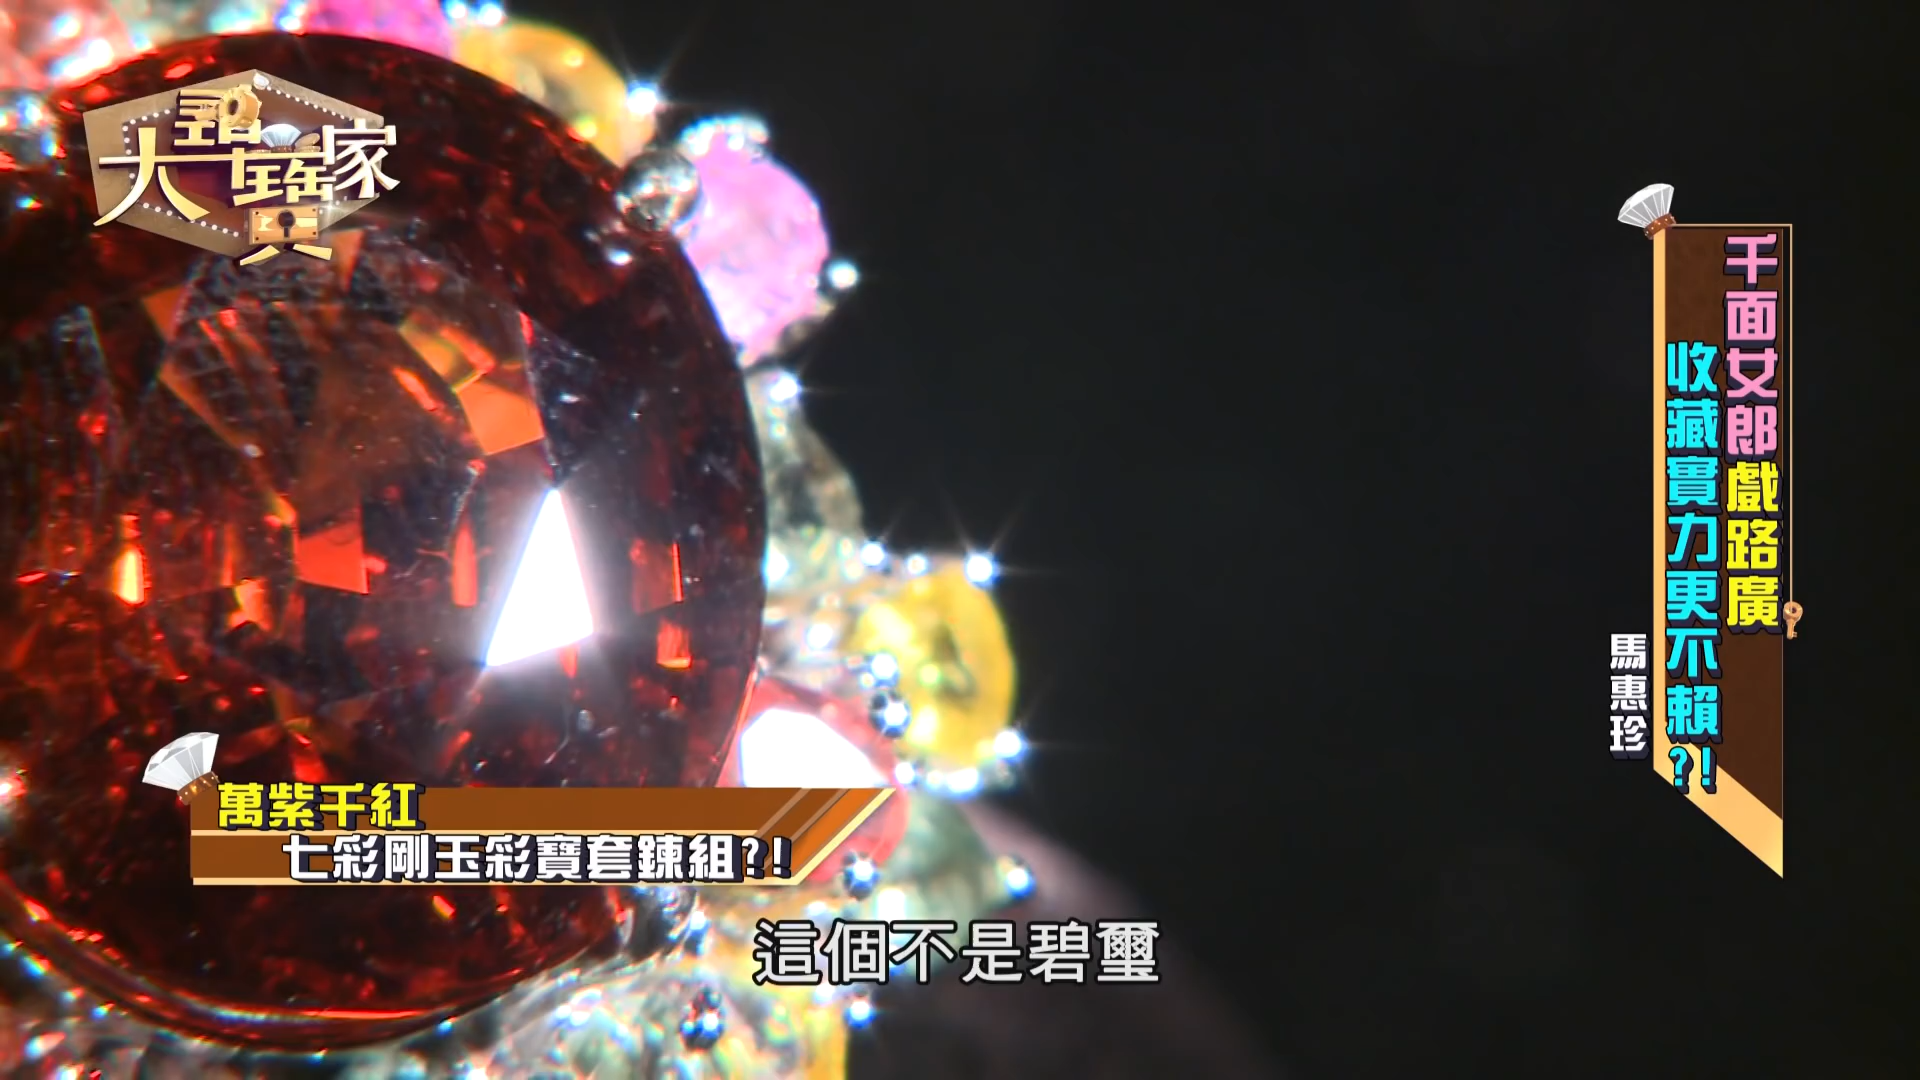 大尋寶家
千面女郎戲路廣
收藏實力更不賴?!
馬惠珍
萬紫千紅
七彩剛玉彩寶套鍊組?!
這個不是碧璽